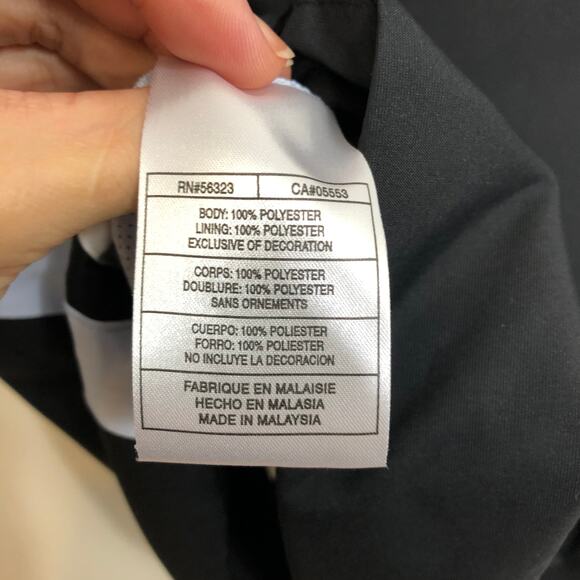 RN#56323 CA#05553
BODY: 100% POLYESTER
LINING: 100% POLYESTER
EXCLUSIVE OF DECORATION
CORPS: 100% POLYESTER
DOUBLURE: 100% POLYESTER
SANS ORNEMENTS
CUERPO: 100% POLIESTER
FORRO: 100% POLIESTER
NO INCLUYE LA DECORACION
FABRIQUE EN MALAISIE
HECHO EN MALASIA
MADE IN MALAYSIA